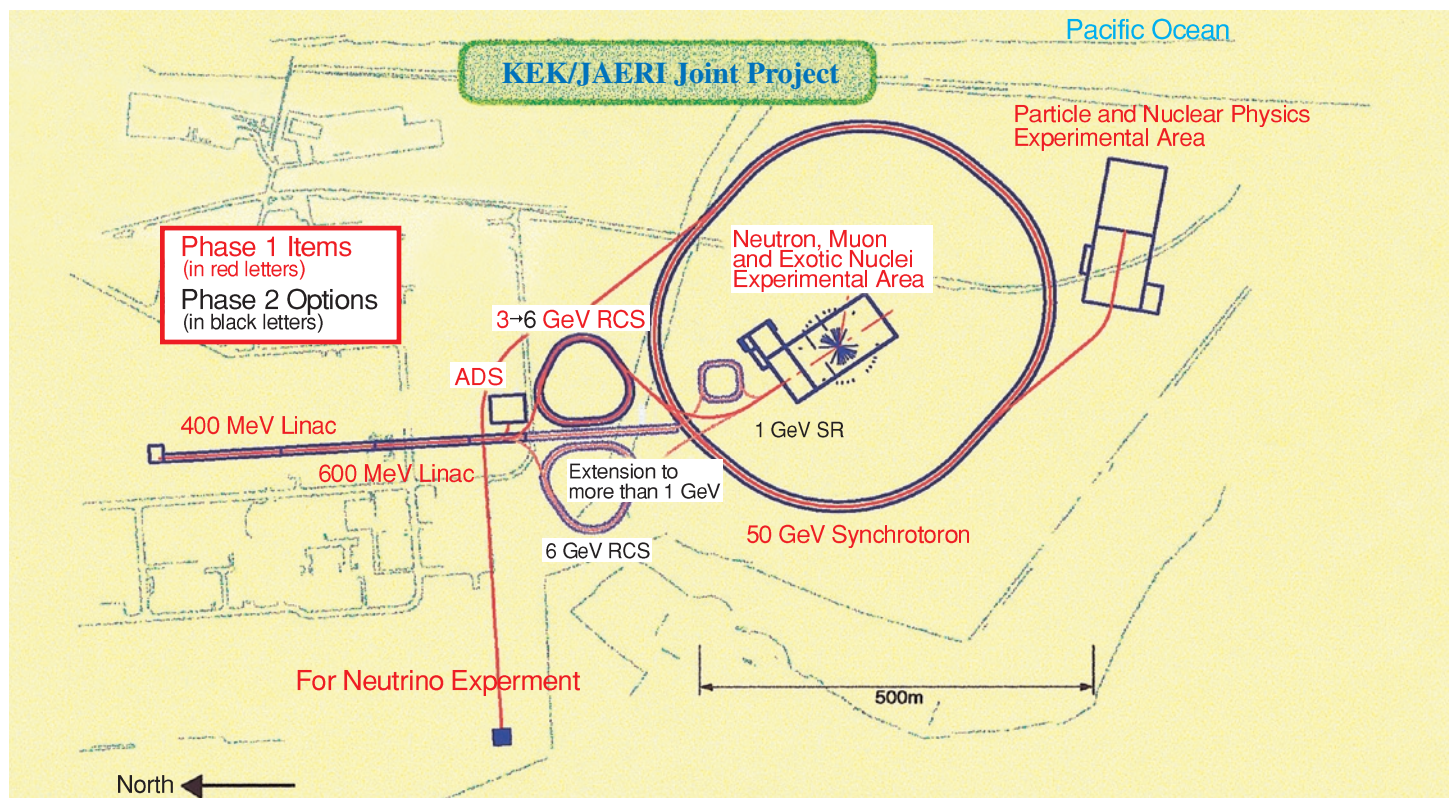 Pacific Ocean
KEK/JAERI Joint Project
Particle and Nuclear Physics
Experimental Area
Phase 1 Items
(in red letters)
Phase 2 Options
(in black letters)
Neutron, Muon
and Exotic Nuclei
Experimental Area
3→6 GeV RCS
ADS
400 MeV Linac
1 GeV SR
600 MeV Linac
Extension to
more than 1 GeV
50 GeV Synchrotoron
6 GeV RCS
For Neutrino Experment
500m
North